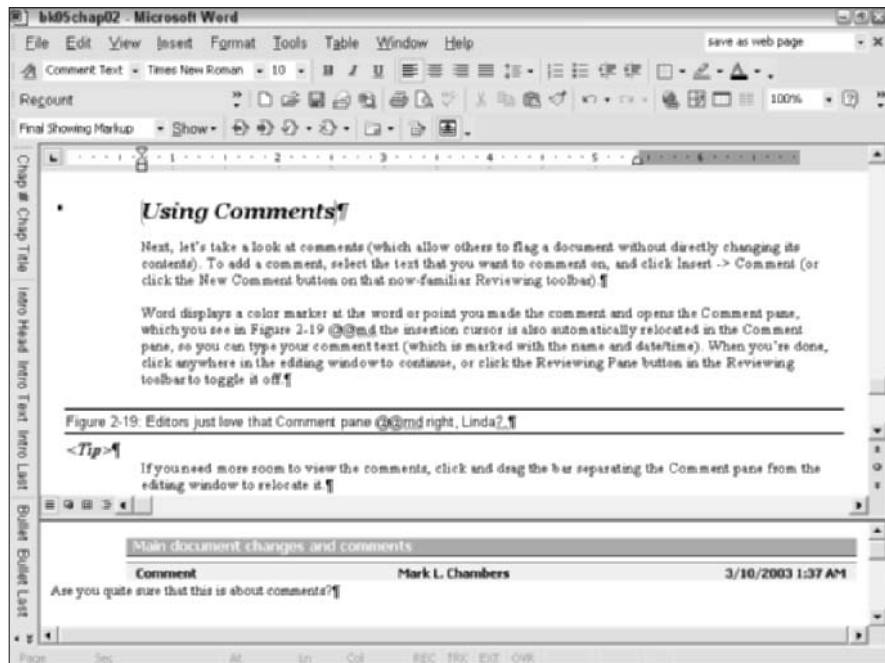 bk05chap02 - Microsoft Word
File Edit View Insert Format Tools Table Window Help save as web page
Comment Text Times New Roman 10 B I U A
Recount 100%
Final Showing Markup Show
1 2 3 4 5 6
Chap # Chap Title Intro Head Intro Text Intro Last Bullet Bullet Last
Using Comments¶
Next, let's take a look at comments (which allow others to flag a document without directly changing its
contents). To add a comment, select the text that you want to comment on, and click Insert -> Comment (or
click the New Comment button on that now-familiar Reviewing toolbar).¶
Word displays a color marker at the word or point you made the comment and opens the Comment pane,
which you see in Figure 2-19 @@md the insertion cursor is also automatically relocated in the Comment
pane, so you can type your comment text (which is marked with the name and date/time). When you're done,
click anywhere in the editing window to continue, or click the Reviewing Pane button in the Reviewing
toolbar to toggle it off.¶
Figure 2-19: Editors just love that Comment pane @@md right, Linda?.¶
<Tip>¶
If you need more room to view the comments, click and drag the bar separating the Comment pane from the
editing window to relocate it.¶
Main document changes and comments
Comment Mark L. Chambers 3/10/2003 1:37 AM
Are you quite sure that this is about comments?¶
Page Sec At Ln Col REC TRK EXT OVR